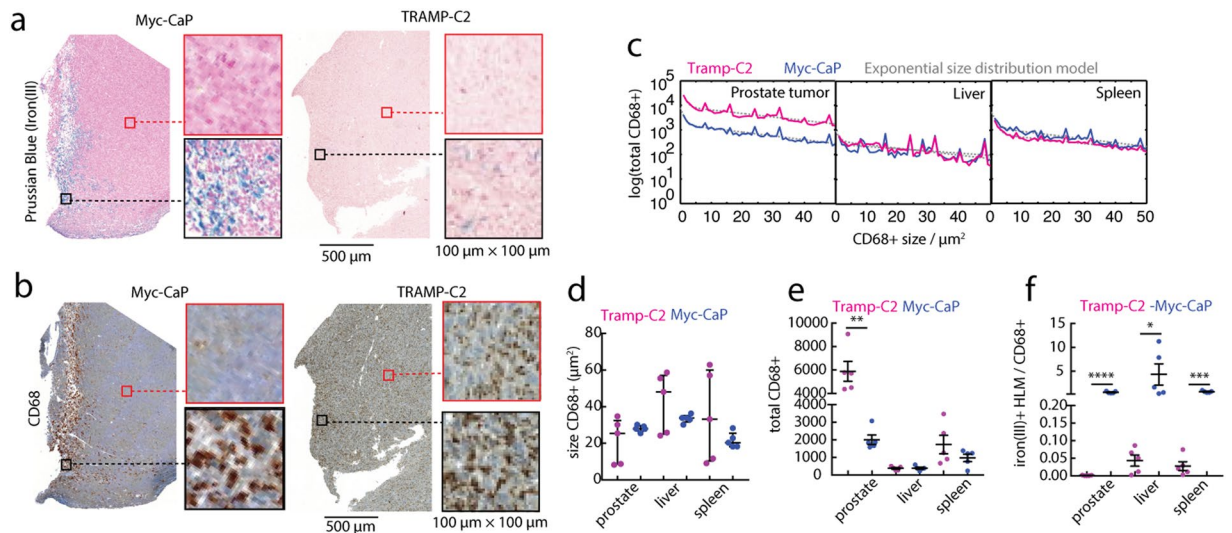 a
Myc-CaP
TRAMP-C2
Prussian Blue (Iron(III)
500 µm
100 µm × 100 µm
b
Myc-CaP
TRAMP-C2
CD68
500 µm
100 µm × 100 µm
c
Tramp-C2 Myc-CaP Exponential size distribution model
Prostate tumor
Liver
Spleen
log(total CD68+)
10⁵
10⁴
10³
10²
10¹
10⁰
0 10 20 30 40 0 10 20 30 40 0 10 20 30 40 50
CD68+ size / µm²
d
Tramp-C2 Myc-CaP
size CD68+ (µm²)
80
60
40
20
0
prostate
liver
spleen
e
Tramp-C2 Myc-CaP
**
total CD68+
10000
8000
6000
4000
3000
2000
1000
0
prostate
liver
spleen
f
Tramp-C2 -Myc-CaP
*
**** ***
iron(III)+ HLM / CD68+
15
10
5
0
0.20
0.15
0.10
0.05
0.00
prostate
liver
spleen